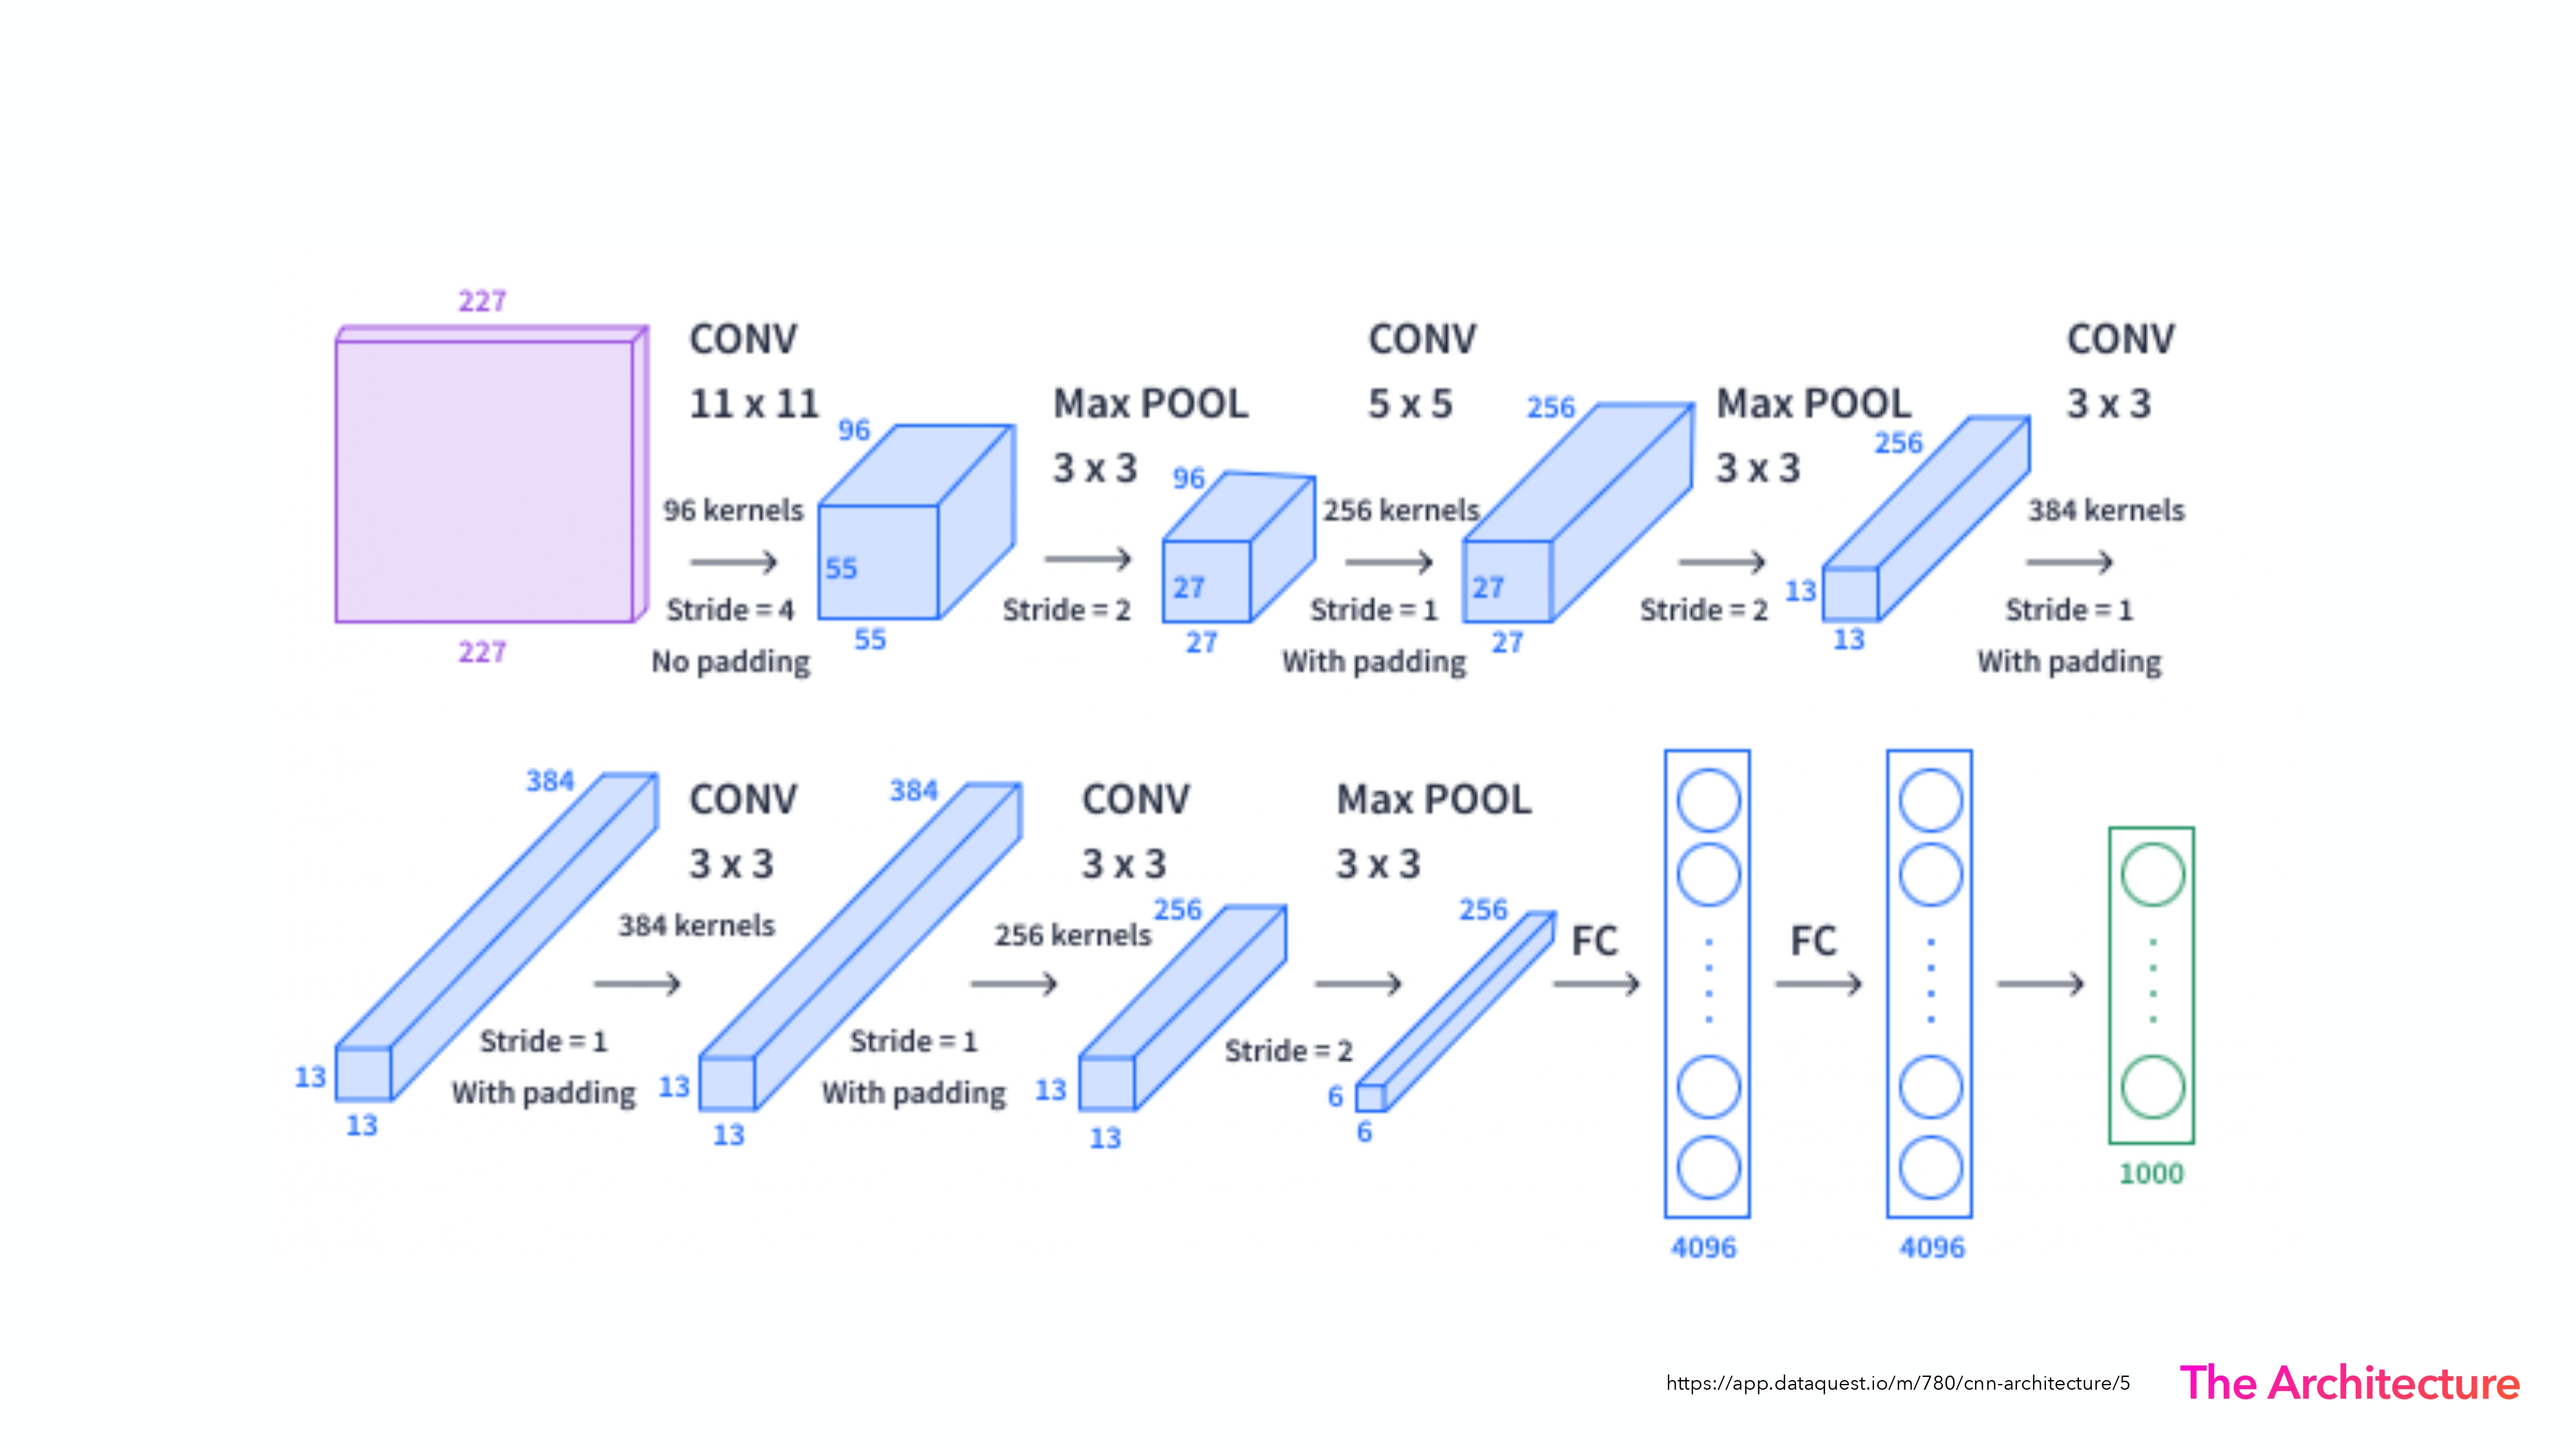 227
227
CONV
11 x 11
96 kernels
Stride = 4
No padding
96
55
55
Max POOL
3 x 3
Stride = 2
96
27
27
CONV
5 x 5
256 kernels
Stride = 1
With padding
256
27
27
Max POOL
3 x 3
Stride = 2
256
13
13
CONV
3 x 3
384 kernels
Stride = 1
With padding
384
13
13
CONV
3 x 3
384 kernels
Stride = 1
With padding
384
13
13
CONV
3 x 3
256 kernels
Stride = 1
With padding
256
13
13
Max POOL
3 x 3
Stride = 2
256
6
6
FC
4096
FC
4096
1000
https://app.dataquest.io/m/780/cnn-architecture/5
The Architecture